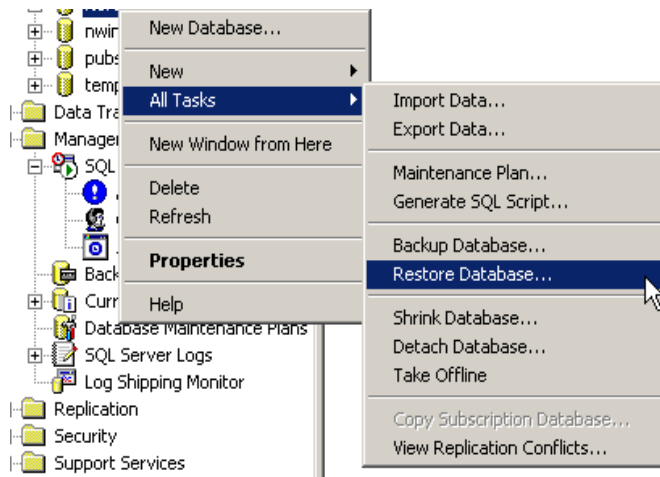 New Database...
nwin
pubs
New
temp
All Tasks
Import Data...
Data Tra
Export Data...
Manager
New Window from Here
SQL
Maintenance Plan...
Delete
Generate SQL Script...
Refresh
Backup Database...
Properties
Restore Database...
Back
Curr
Help
Shrink Database...
Database Maintenance Plans
Detach Database...
SQL Server Logs
Take Offline
Log Shipping Monitor
Replication
Copy Subscription Database...
Security
View Replication Conflicts...
Support Services